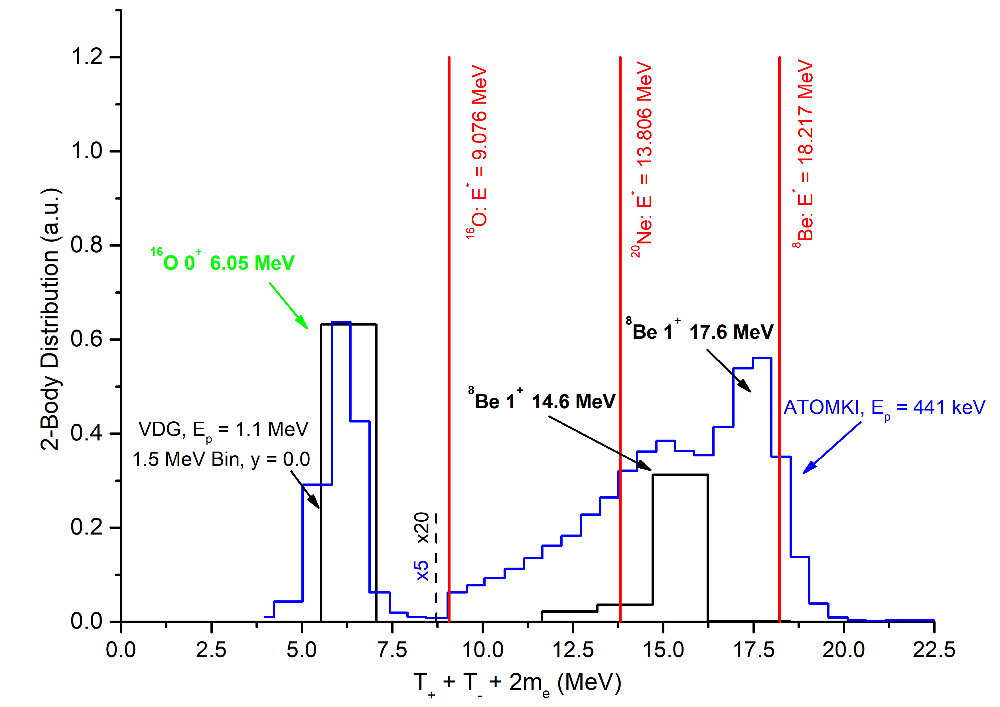 2-Body Distribution (a.u.)
1.2
1.0
0.8
0.6
0.4
0.2
0.0
¹⁶O: E* = 9.076 MeV
²⁰Ne: E* = 13.806 MeV
⁸Be: E* = 18.217 MeV
¹⁶O 0⁺ 6.05 MeV
⁸Be 1⁺ 17.6 MeV
⁸Be 1⁺ 14.6 MeV
ATOMKI, Eₚ = 441 keV
VDG, Eₚ = 1.1 MeV
1.5 MeV Bin, y = 0.0
x5 x20
0.0 2.5 5.0 7.5 10.0 12.5 15.0 17.5 20.0 22.5
T₊ + T₋ + 2mₑ (MeV)